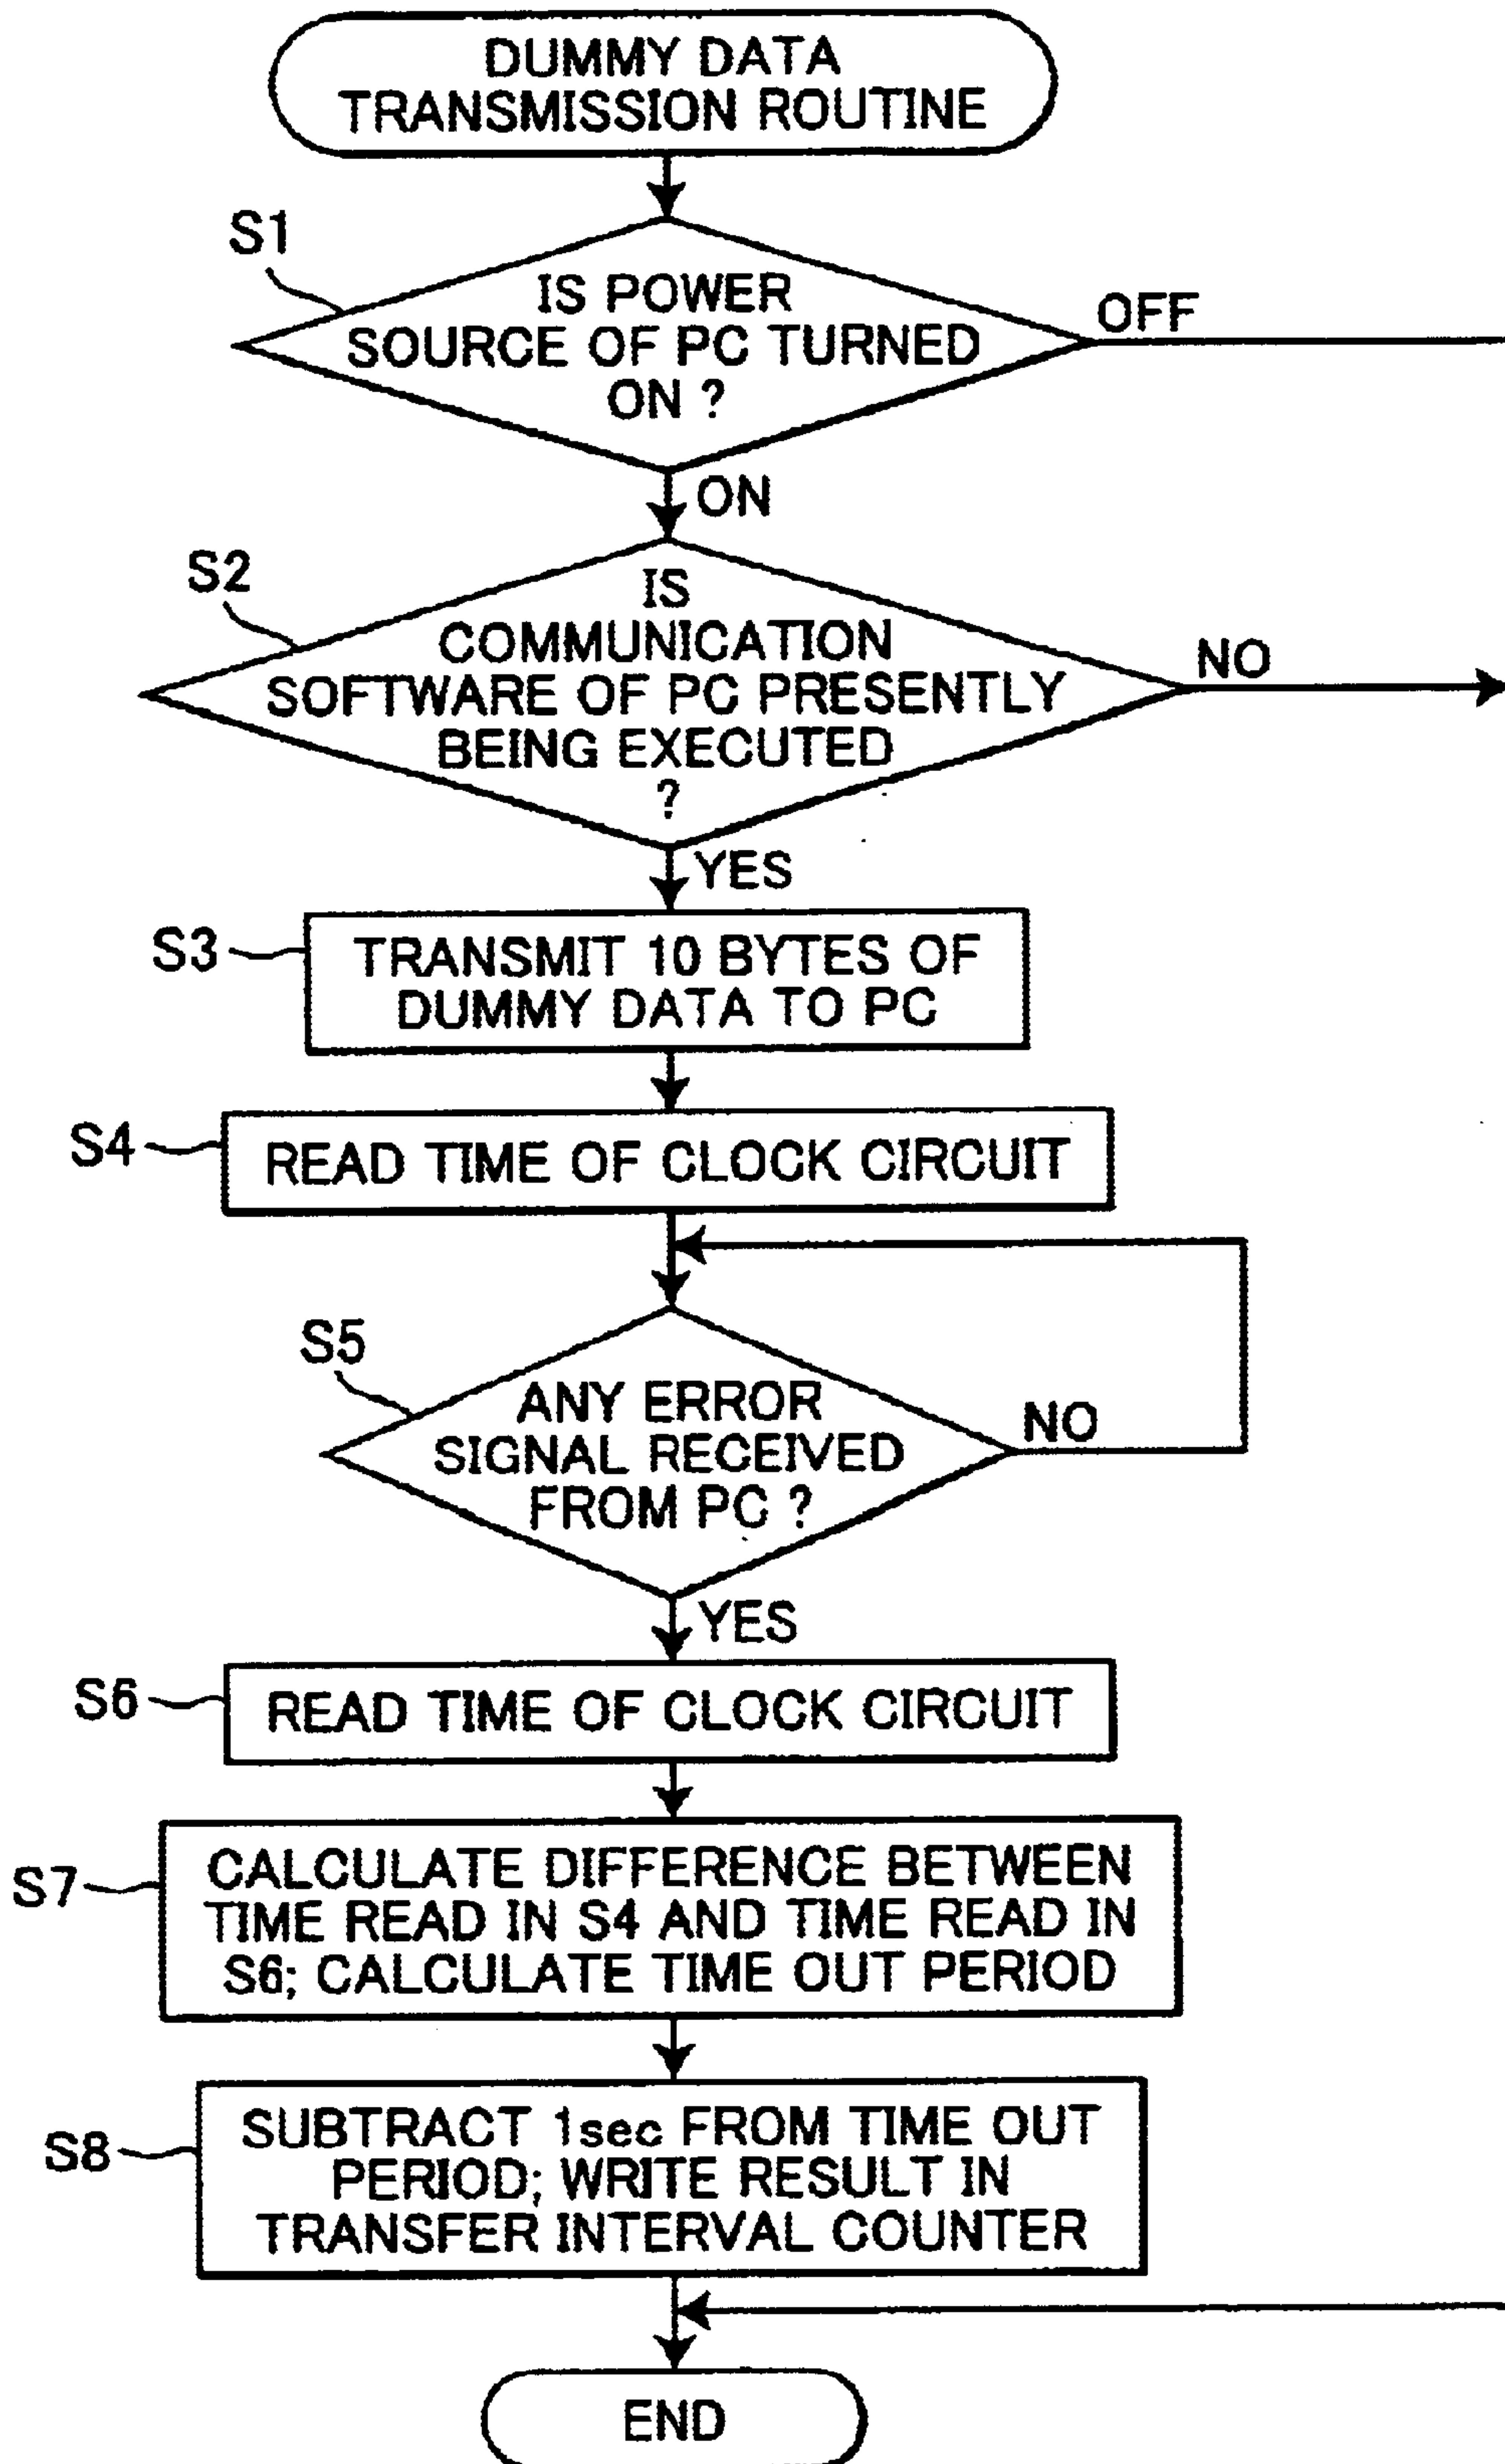 DUMMY DATA
TRANSMISSION ROUTINE
S1
IS POWER
SOURCE OF PC TURNED
ON ?
OFF
ON
S2
IS
COMMUNICATION
SOFTWARE OF PC PRESENTLY
BEING EXECUTED
?
NO
YES
S3
TRANSMIT 10 BYTES OF
DUMMY DATA TO PC
S4
READ TIME OF CLOCK CIRCUIT
S5
ANY ERROR
SIGNAL RECEIVED
FROM PC ?
NO
YES
S6
READ TIME OF CLOCK CIRCUIT
S7
CALCULATE DIFFERENCE BETWEEN
TIME READ IN S4 AND TIME READ IN
S6; CALCULATE TIME OUT PERIOD
S8
SUBTRACT 1sec FROM TIME OUT
PERIOD; WRITE RESULT IN
TRANSFER INTERVAL COUNTER
END